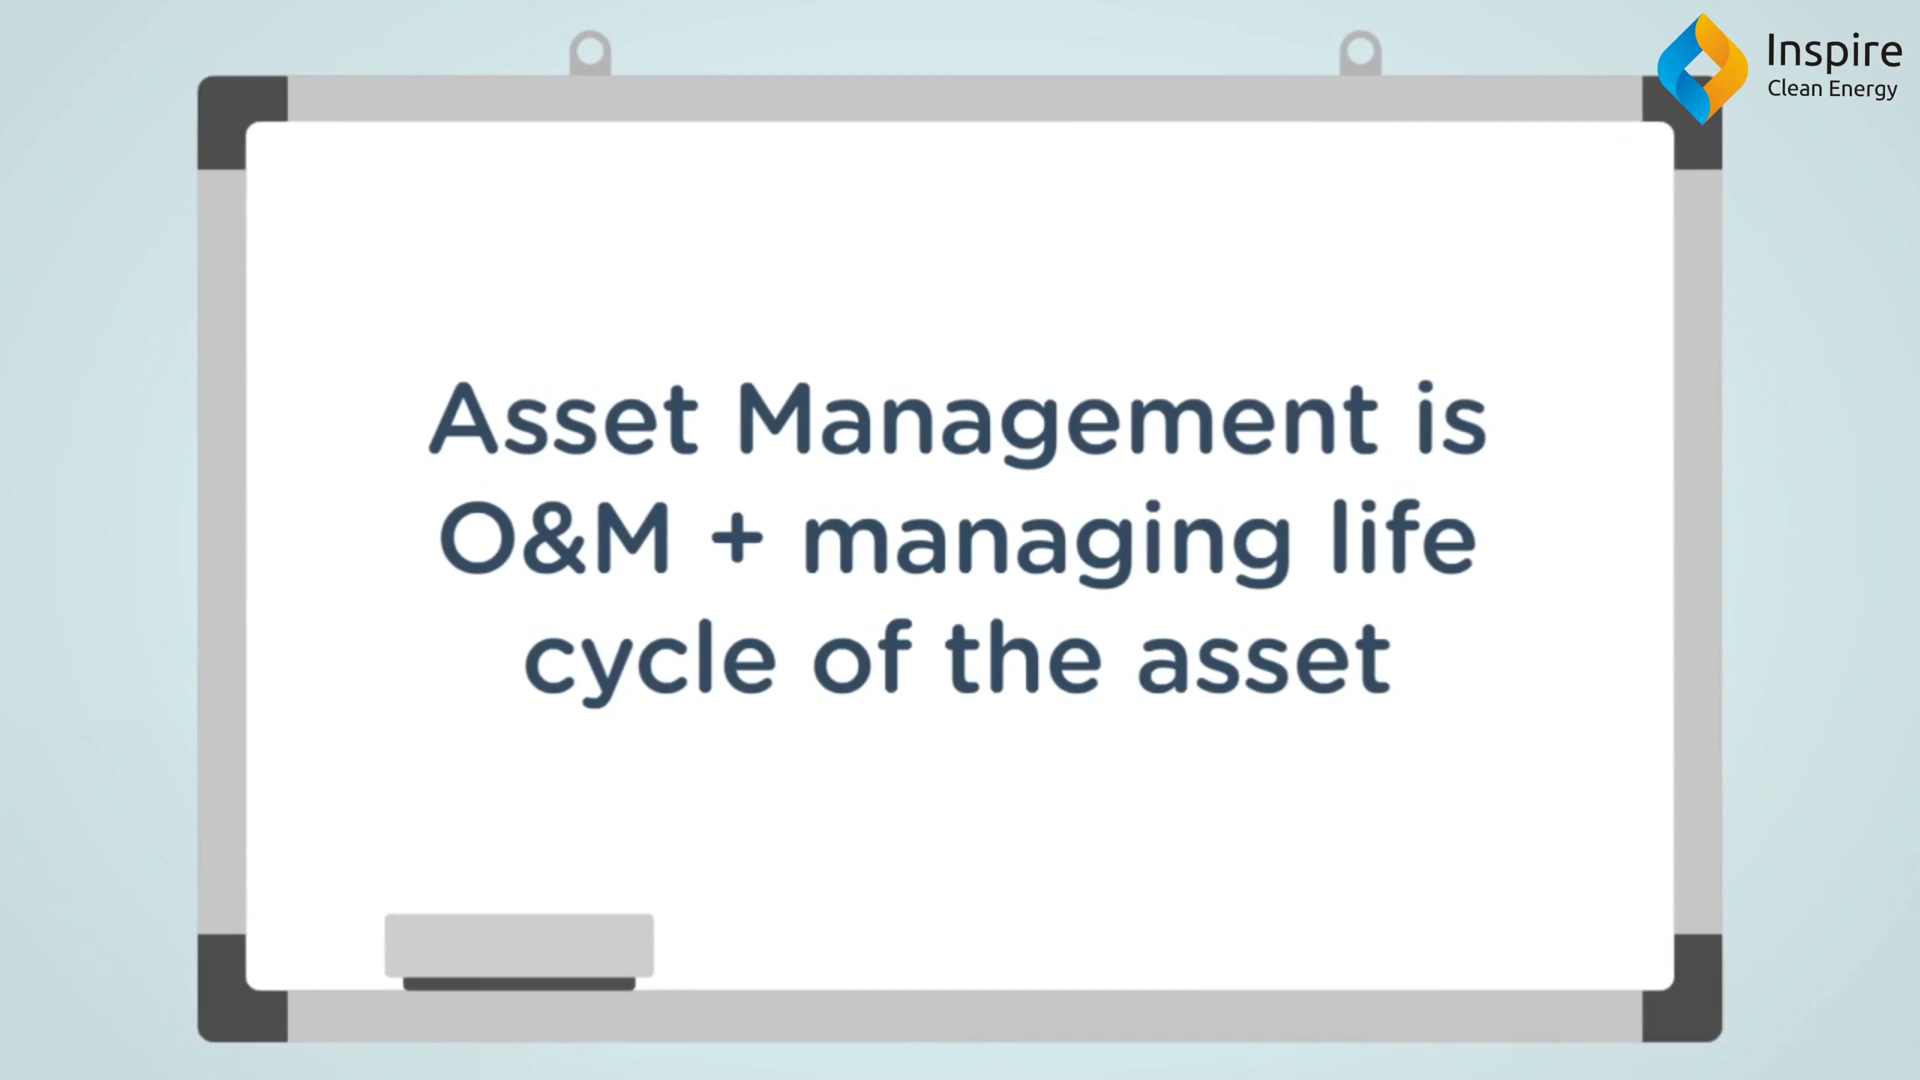 Inspire
Clean Energy
Asset Management is
O&M + managing life
cycle of the asset